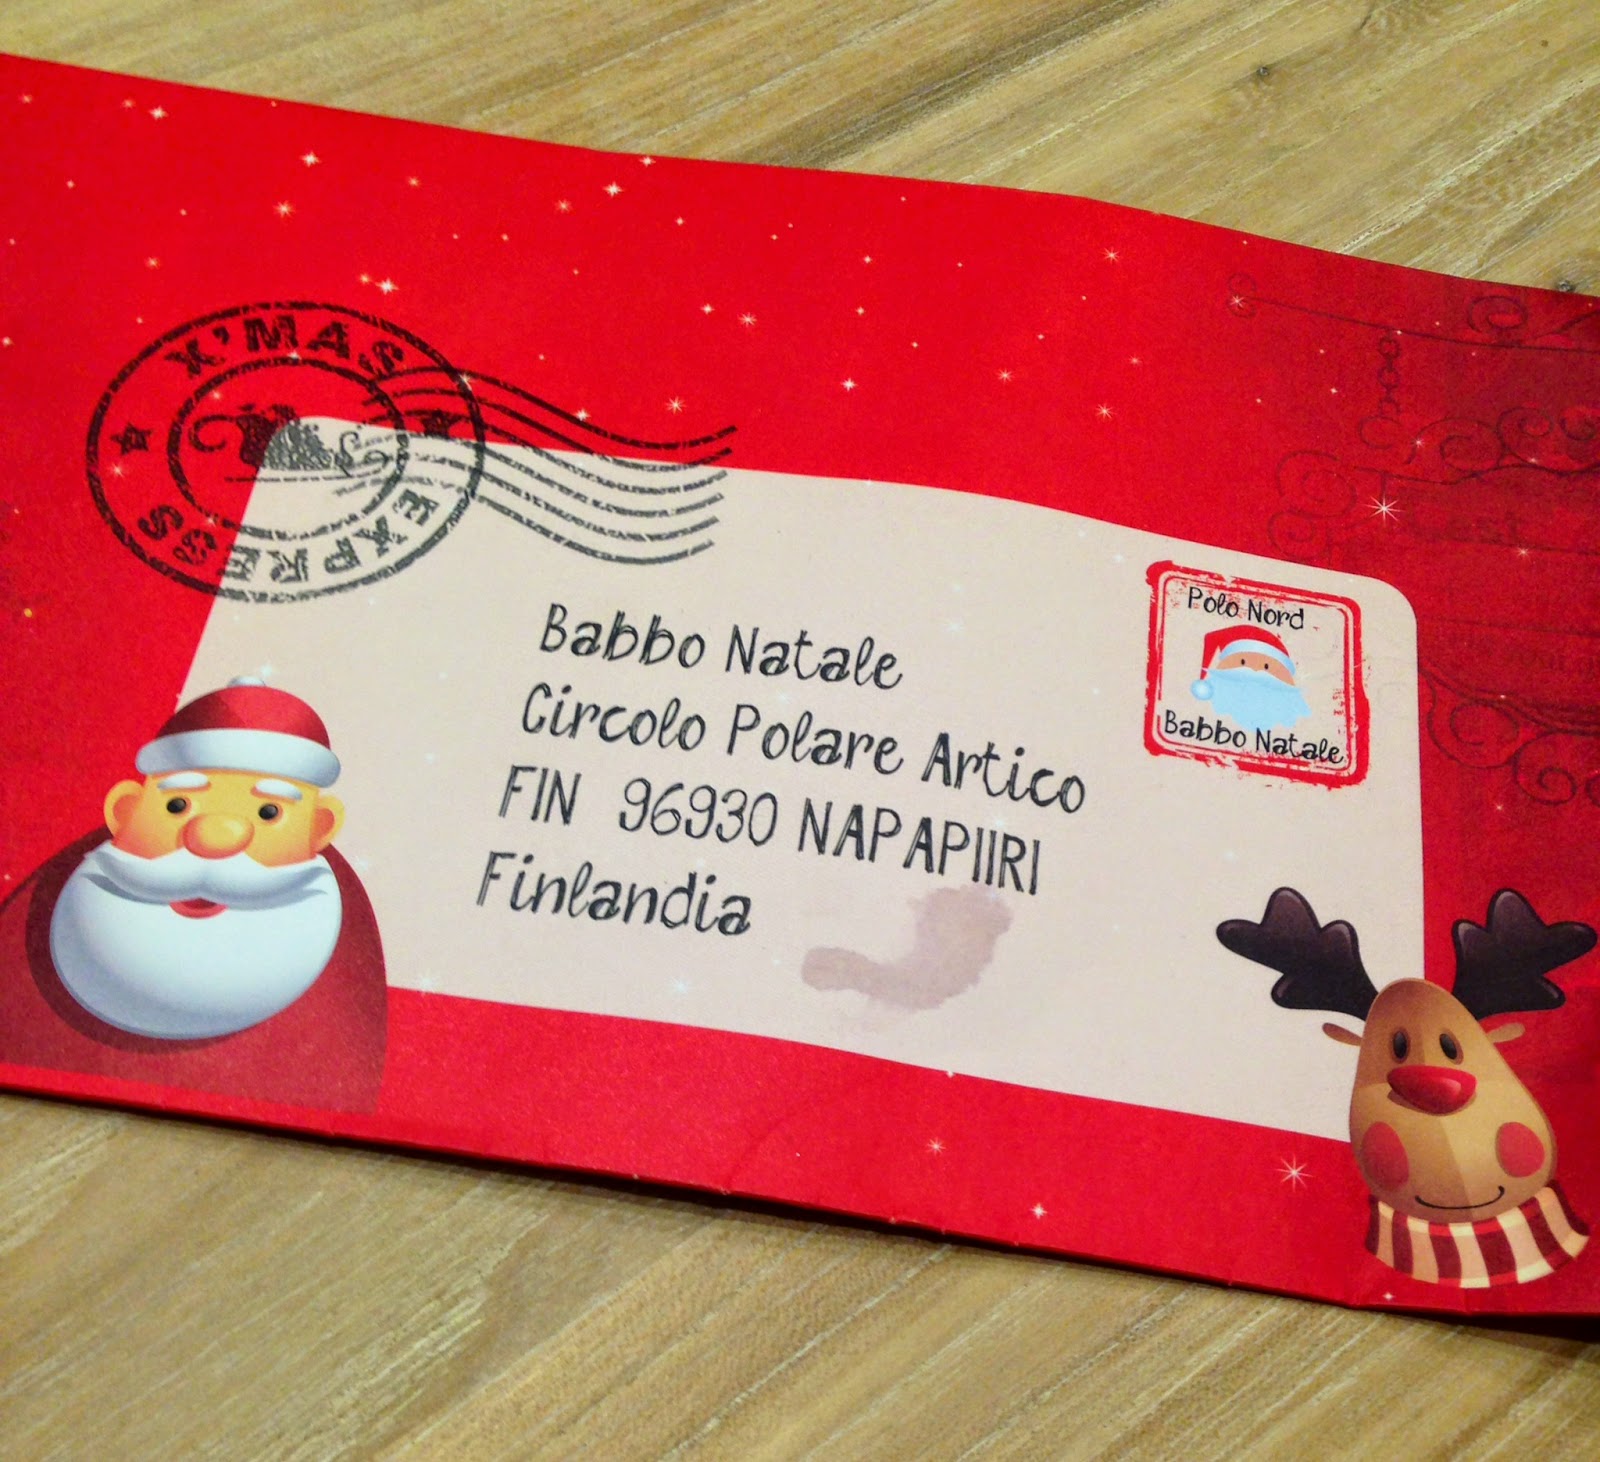 X'MAS
EXPRESS
Babbo Natale
Circolo Polare Artico
FIN 96930 NAPAPIIRI
Finlandia
Polo Nord
Babbo Natale